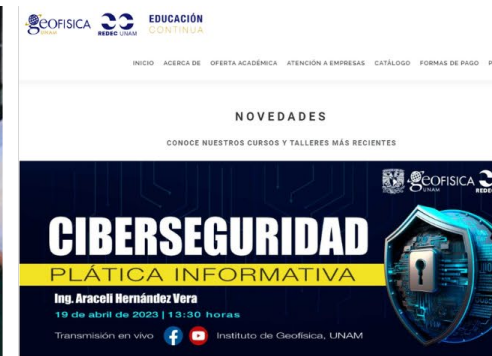 GEOFISICA
UNAM
REDEC UNAM
EDUCACIÓN
CONTINUA
INICIO ACERCA DE OFERTA ACADÉMICA ATENCIÓN A EMPRESAS CATÁLOGO FORMAS DE PAGO
NOVEDADES
CONOCE NUESTROS CURSOS Y TALLERES MÁS RECIENTES
GEOFISICA
UNAM
CIBERSEGURIDAD
PLÁTICA INFORMATIVA
Ing. Araceli Hernández Vera
19 de abril de 2023 | 13:30 horas
Transmisión en vivo Instituto de Geofísica, UNAM